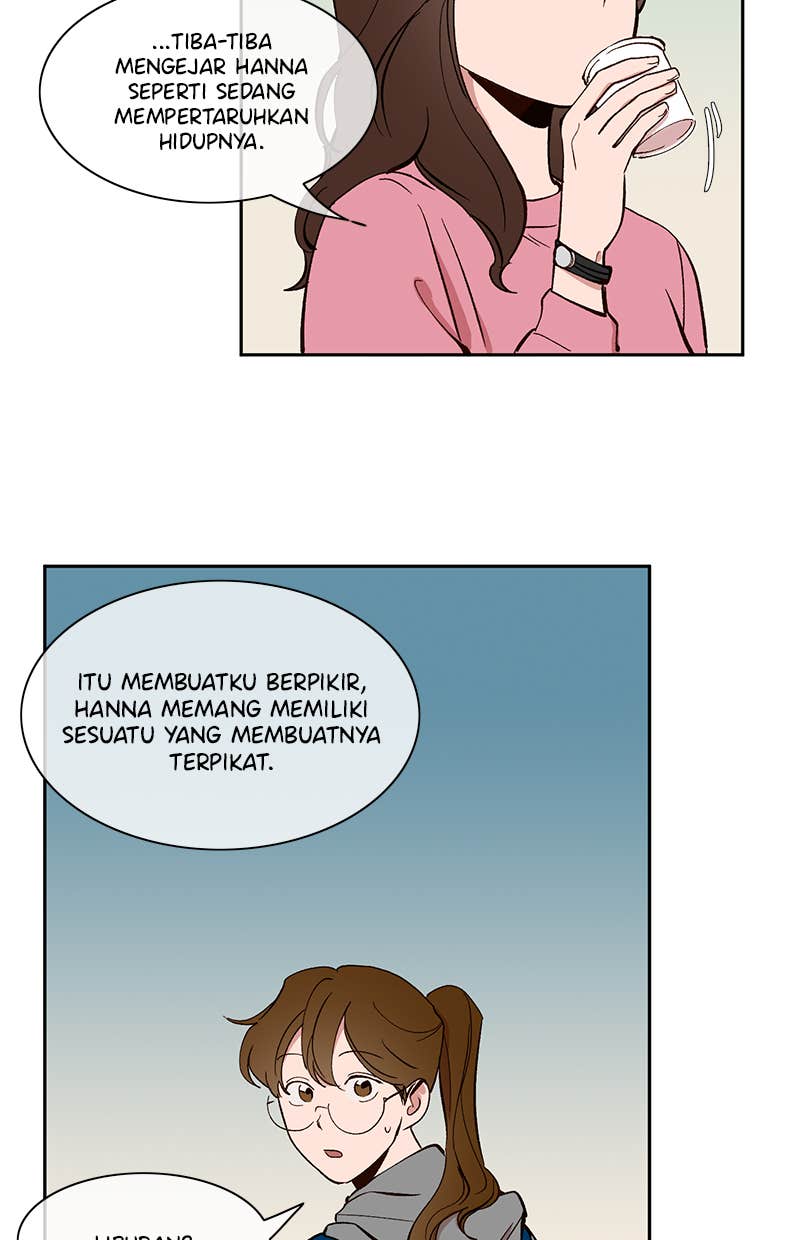 ...TIBA-TIBA
MENGEJAR HANNA
SEPERTI SEDANG
MEMPERTARUHKAN
HIDUPNYA.
ITU MEMBUATKU BERPIKIR,
HANNA MEMANG MEMILIKI
SESUATU YANG MEMBUATNYA
TERPIKAT.